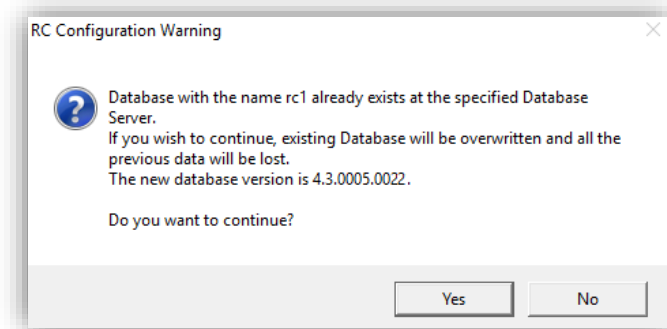 RC Configuration Warning
Database with the name rc1 already exists at the specified Database
Server.
If you wish to continue, existing Database will be overwritten and all the
previous data will be lost.
The new database version is 4.3.0005.0022.
Do you want to continue?
Yes No